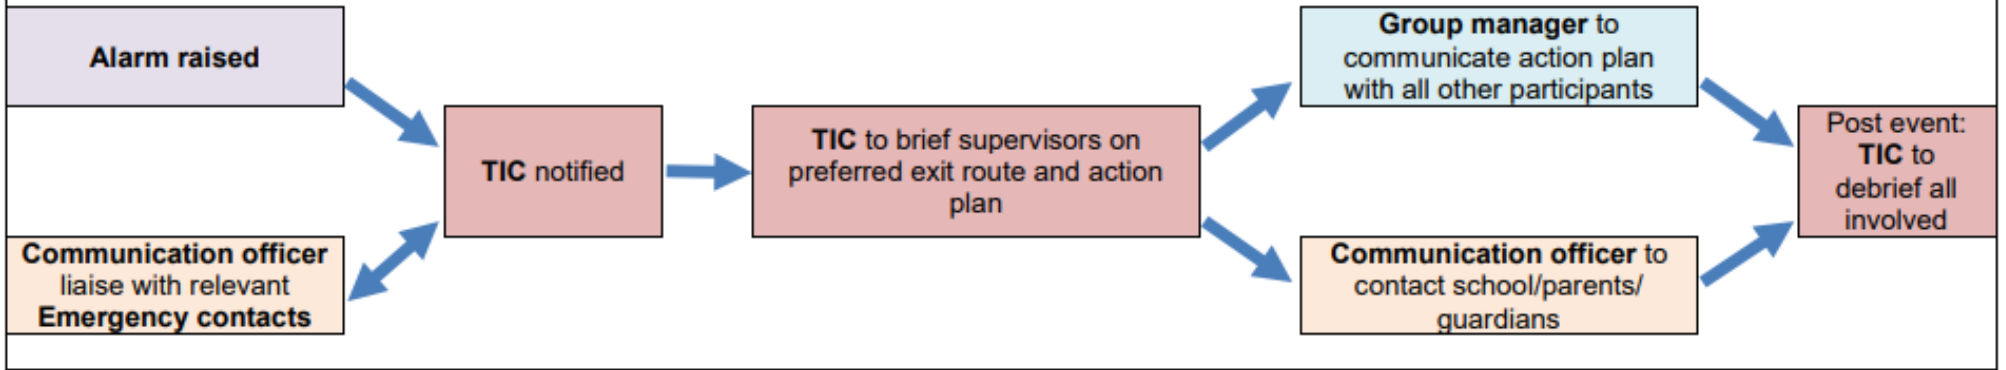 Alarm raised
Communication officer
liaise with relevant
Emergency contacts
TIC notified
TIC to brief supervisors on
preferred exit route and action
plan
Group manager to
communicate action plan
with all other participants
Communication officer to
contact school/parents/
guardians
Post event:
TIC to
debrief all
involved